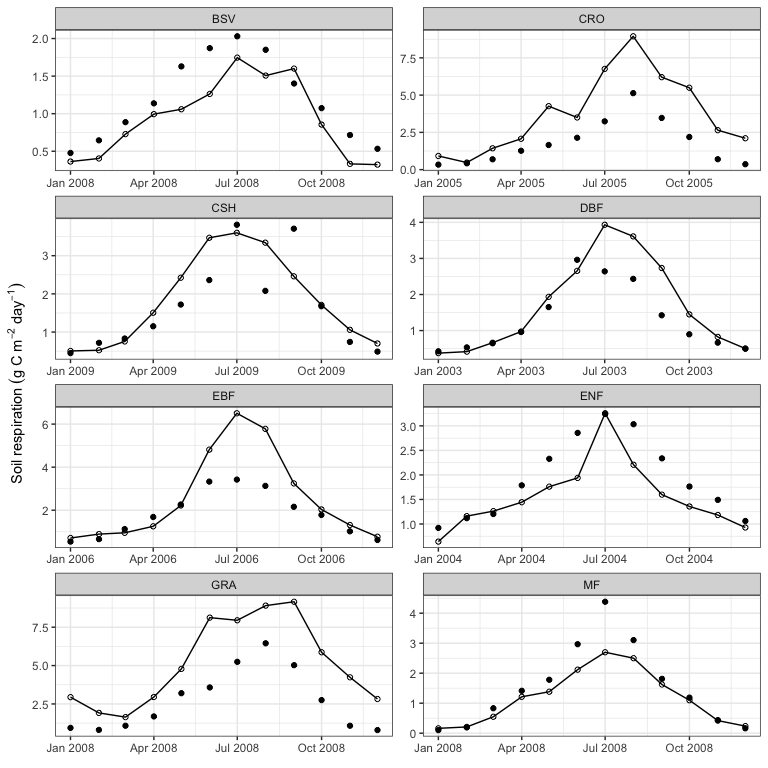 BSV
CRO
2.0
1.5
1.0
0.5
7.5
5.0
2.5
0.0
Jan 2008 Apr 2008 Jul 2008 Oct 2008
Jan 2005 Apr 2005 Jul 2005 Oct 2005
CSH
DBF
3
2
1
4
3
2
1
Jan 2009 Apr 2009 Jul 2009 Oct 2009
Jan 2003 Apr 2003 Jul 2003 Oct 2003
Soil respiration (g C m⁻² day⁻¹)
EBF
ENF
6
4
2
3.0
2.5
2.0
1.5
1.0
Jan 2006 Apr 2006 Jul 2006 Oct 2006
Jan 2004 Apr 2004 Jul 2004 Oct 2004
GRA
MF
7.5
5.0
2.5
4
3
2
1
0
Jan 2008 Apr 2008 Jul 2008 Oct 2008
Jan 2008 Apr 2008 Jul 2008 Oct 2008